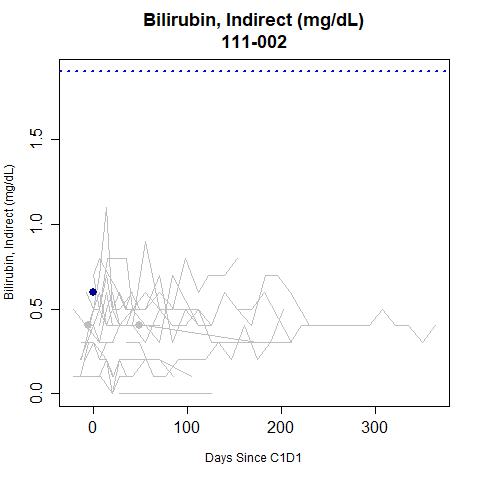 Bilirubin, Indirect (mg/dL)
111-002
Bilirubin, Indirect (mg/dL)
1.5
1.0
0.5
0.0
0 100 200 300
Days Since C1D1